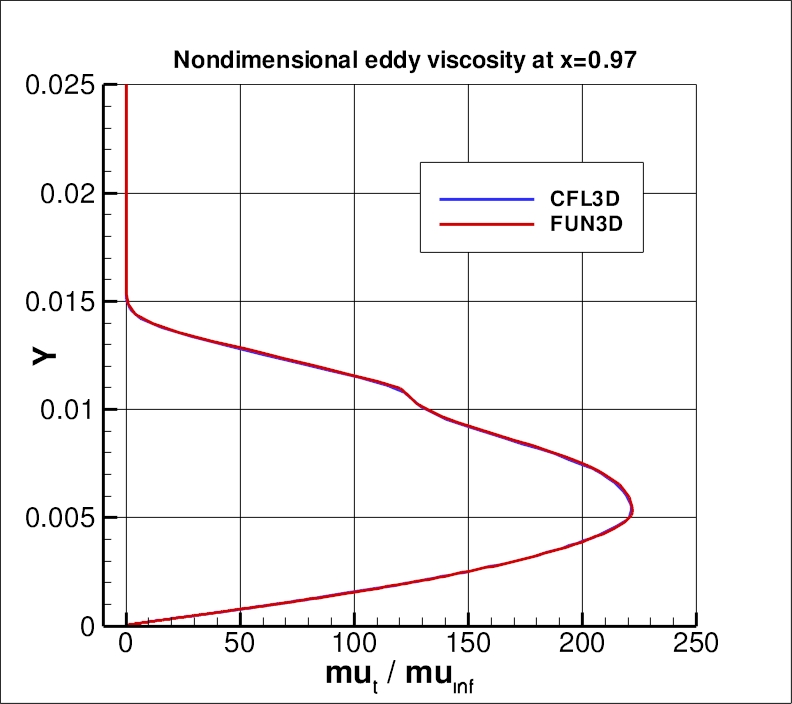 Nondimensional eddy viscosity at x=0.97
0.025
0.02
0.015
0.01
0.005
0
Y
CFL3D
FUN3D
0 50 100 150 200 250
mu_t / mu_inf